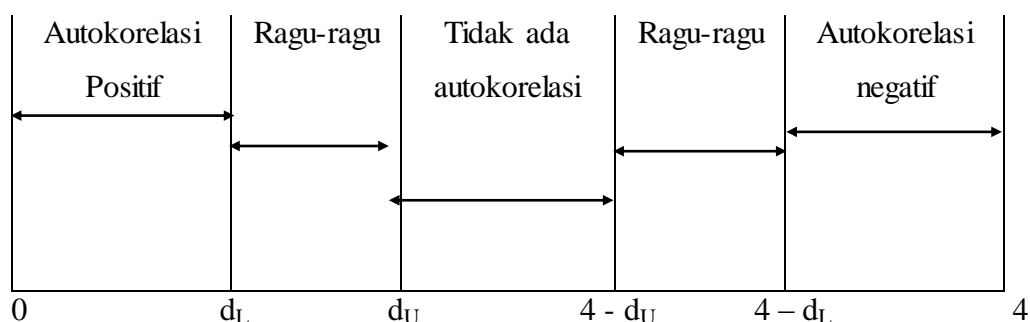 Autokorelasi Ragu-ragu Tidak ada Ragu-ragu Autokorelasi
Positif autokorelasi negatif
0 dL dU 4 - dU 4 – dL 4